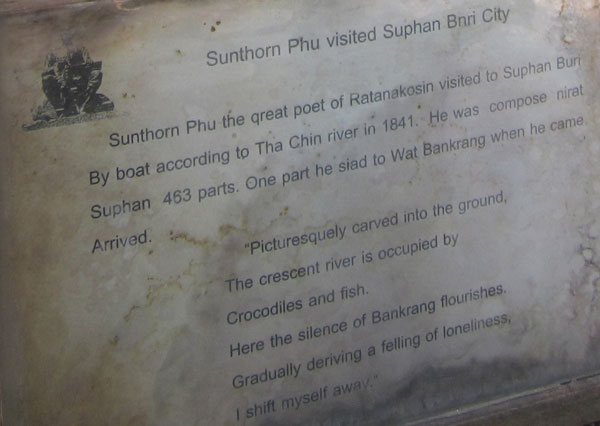 Sunthorn Phu visited Suphan Bnri City
Sunthorn Phu the qreat poet of Ratanakosin visited to Suphan Buri
By boat according to Tha Chin river in 1841. He was compose nirat
Suphan 463 parts. One part he siad to Wat Bankrang when he came
Arrived.
"Picturesquely carved into the ground,
The crescent river is occupied by
Crocodiles and fish.
Here the silence of Bankrang flourishes.
Gradually deriving a felling of loneliness,
I shift myself away."